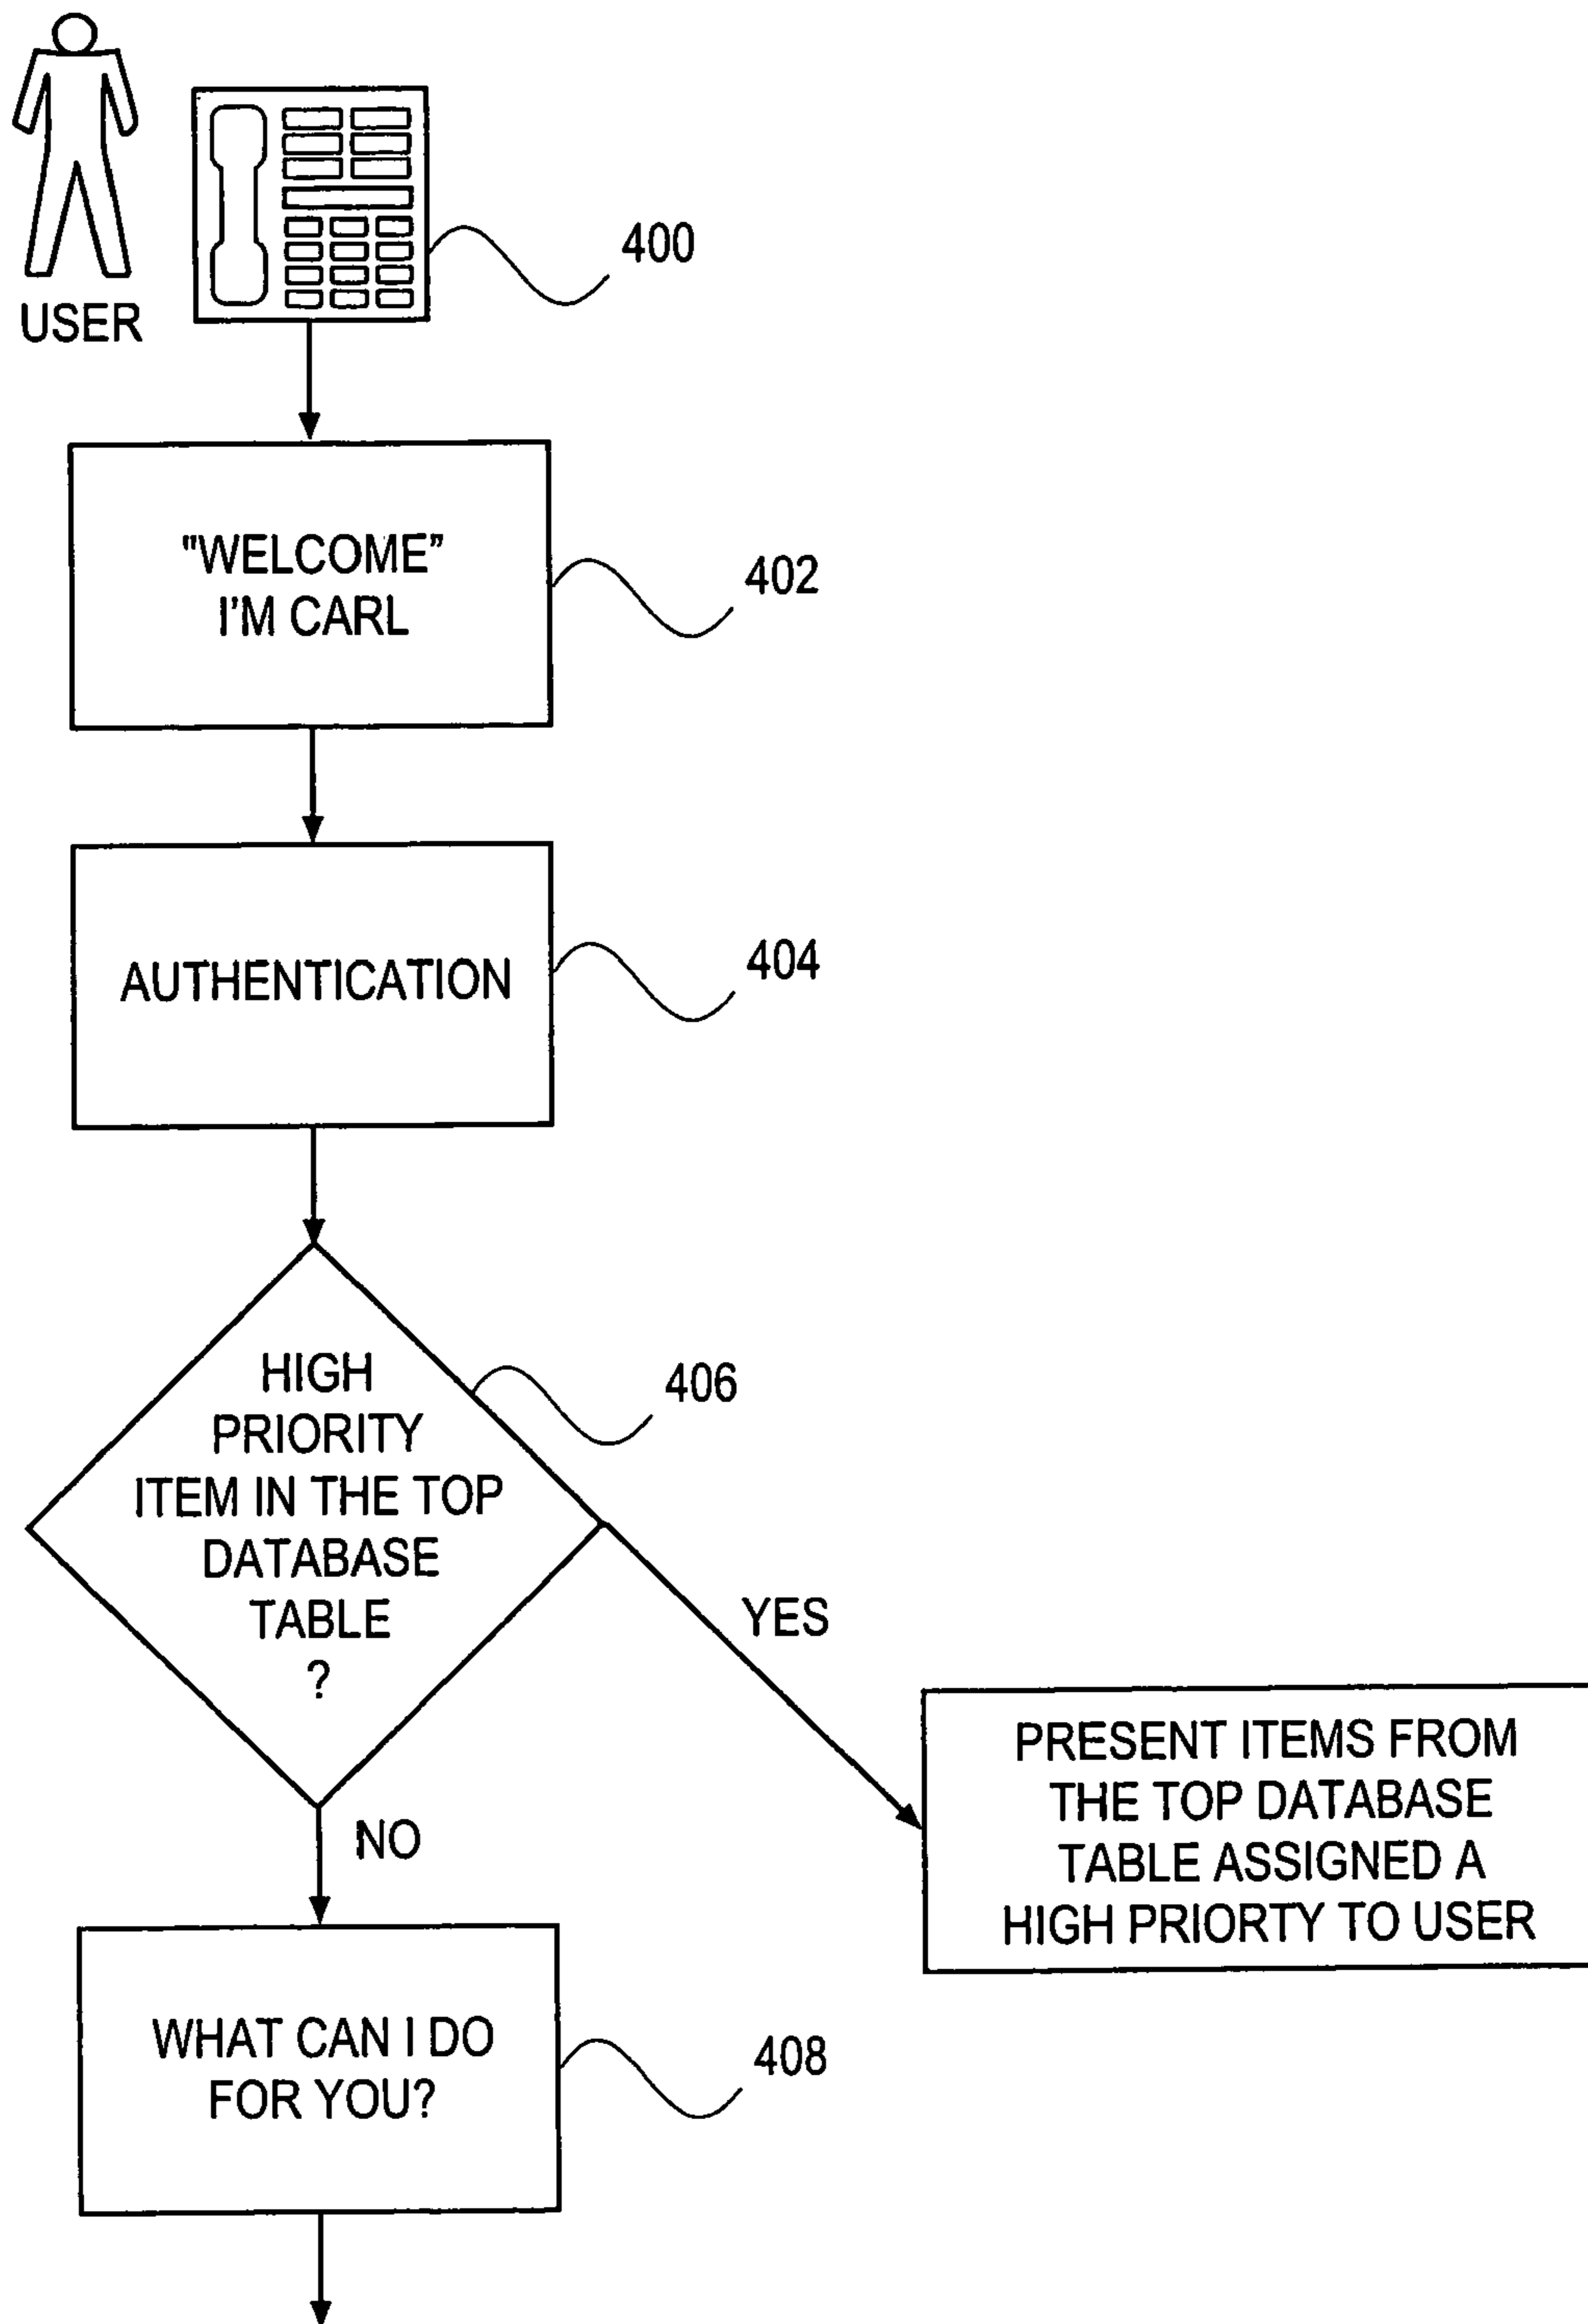 USER
400
"WELCOME"
I'M CARL
402
AUTHENTICATION
404
HIGH
PRIORITY
ITEM IN THE TOP
DATABASE
TABLE
?
406
YES
PRESENT ITEMS FROM
THE TOP DATABASE
TABLE ASSIGNED A
HIGH PRIORTY TO USER
NO
WHAT CAN I DO
FOR YOU?
408